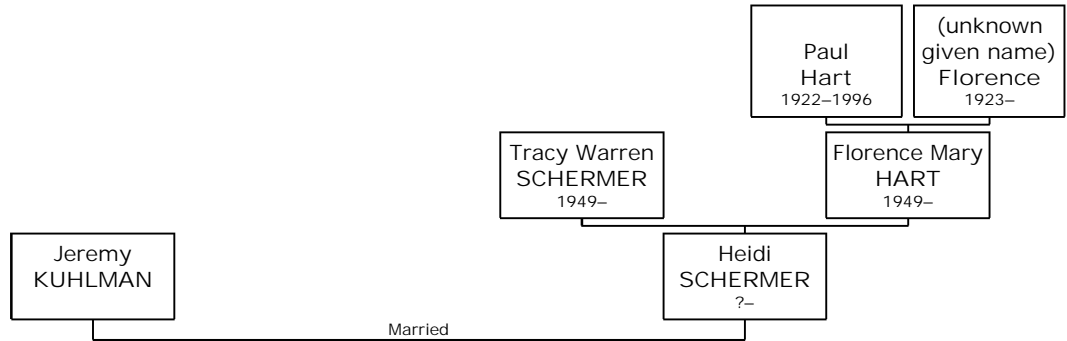 Paul
Hart
1922–1996
(unknown
given name)
Florence
1923–
Tracy Warren
SCHERMER
1949–
Florence Mary
HART
1949–
Jeremy
KUHLMAN
Heidi
SCHERMER
?–
Married